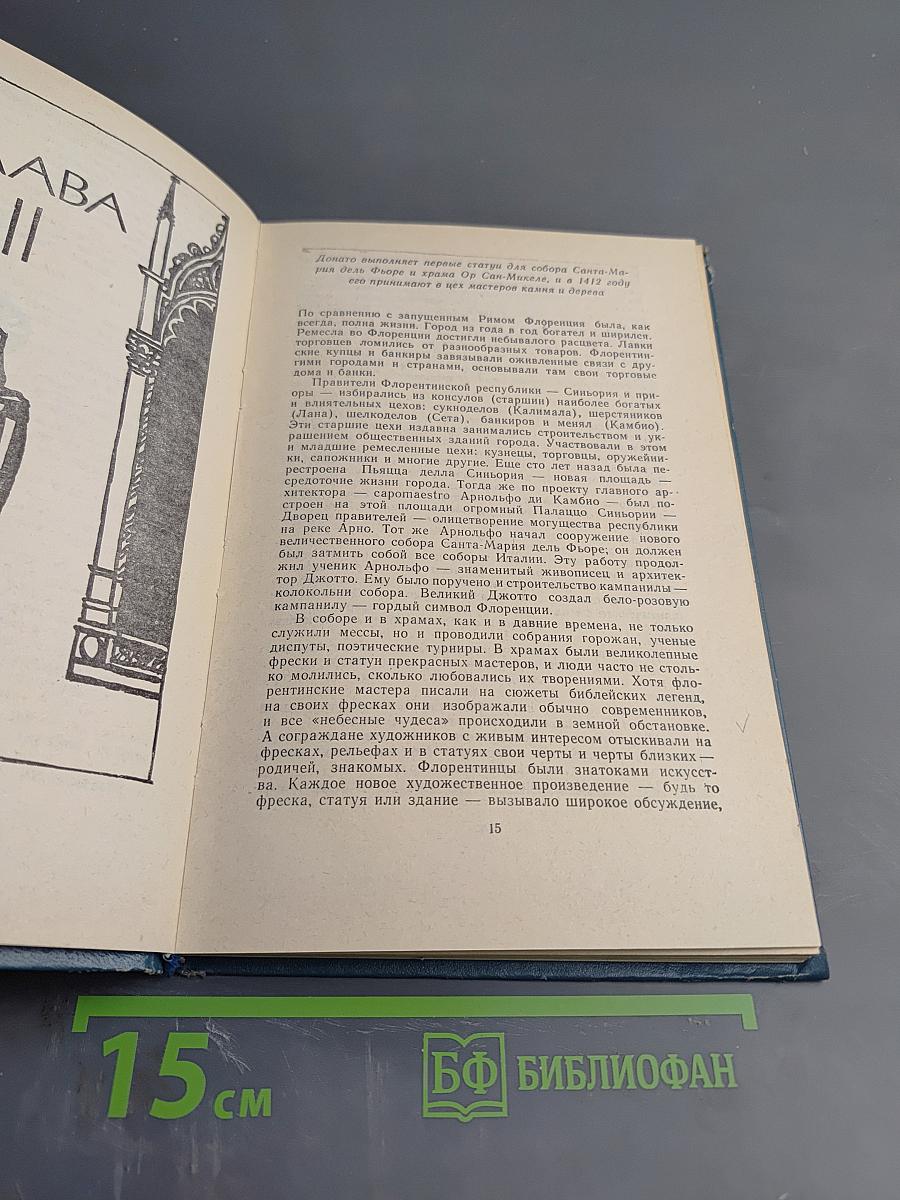 ЛАВА
II
Донато выполняет первые статуи для собора Санта-Ма-
рия дель Фьоре и храма Ор Сан-Микеле, и в 1412 году
его принимают в цех мастеров камня и дерева
По сравнению с запущенным Римом Флоренция была, как
всегда, полна жизни. Город из года в год богател и ширился.
Ремесла во Флоренции достигли небывалого расцвета. Лавки
торговцев ломились от разнообразных товаров. Флорентин-
ские купцы и банкиры завязывали оживленные связи с дру-
гими городами и странами, основывали там свои торговые
дома и банки.
Правители Флорентинской республики — Синьория и при-
оры — избирались из консулов (старшин) наиболее богатых
и влиятельных цехов: сукноделов (Калимала), шерстяников
(Лана), шелкоделов (Сета), банкиров и менял (Камбио).
Эти старшие цехи издавна занимались строительством и ук-
рашением общественных зданий города. Участвовали в этом
и младшие ремесленные цехи: кузнецы, торговцы, оружейни-
ки, сапожники и многие другие. Еще сто лет назад была пе-
рестроена Пьяцца делла Синьория — новая площадь —
средоточие жизни города. Тогда же по проекту главного ар-
хитектора — capomaestro Арнольфо ди Камбио — был по-
строен на этой площади огромный Палаццо Синьории —
Дворец правителей — олицетворение могущества республики
на реке Арно. Тот же Арнольфо начал сооружение нового
величественного собора Санта-Мария дель Фьоре; он должен
был затмить собой все соборы Италии. Эту работу продол-
жил ученик Арнольфо — знаменитый живописец и архитек-
тор Джотто. Ему было поручено и строительство кампанилы —
колокольни собора. Великий Джотто создал бело-розовую
кампанилу — гордый символ Флоренции.
В соборе и в храмах, как и в давние времена, не только
служили мессы, но и проводили собрания горожан, ученые
диспуты, поэтические турниры. В храмах были великолепные
фрески и статуи прекрасных мастеров, и люди часто не столь-
ко молились, сколько любовались их творениями. Хотя фло-
рентинские мастера писали на сюжеты библейских легенд,
на своих фресках они изображали обычно современников,
и все «небесные чудеса» происходили в земной обстановке.
А сограждане художников с живым интересом отыскивали на
фресках, рельефах и в статуях свои черты и черты близких —
родичей, знакомых. Флорентинцы были знатоками искусст-
ва. Каждое новое художественное произведение — будь то
фреска, статуя или здание — вызывало широкое обсуждение,
15
15 см
БФ БИБЛИОФАН